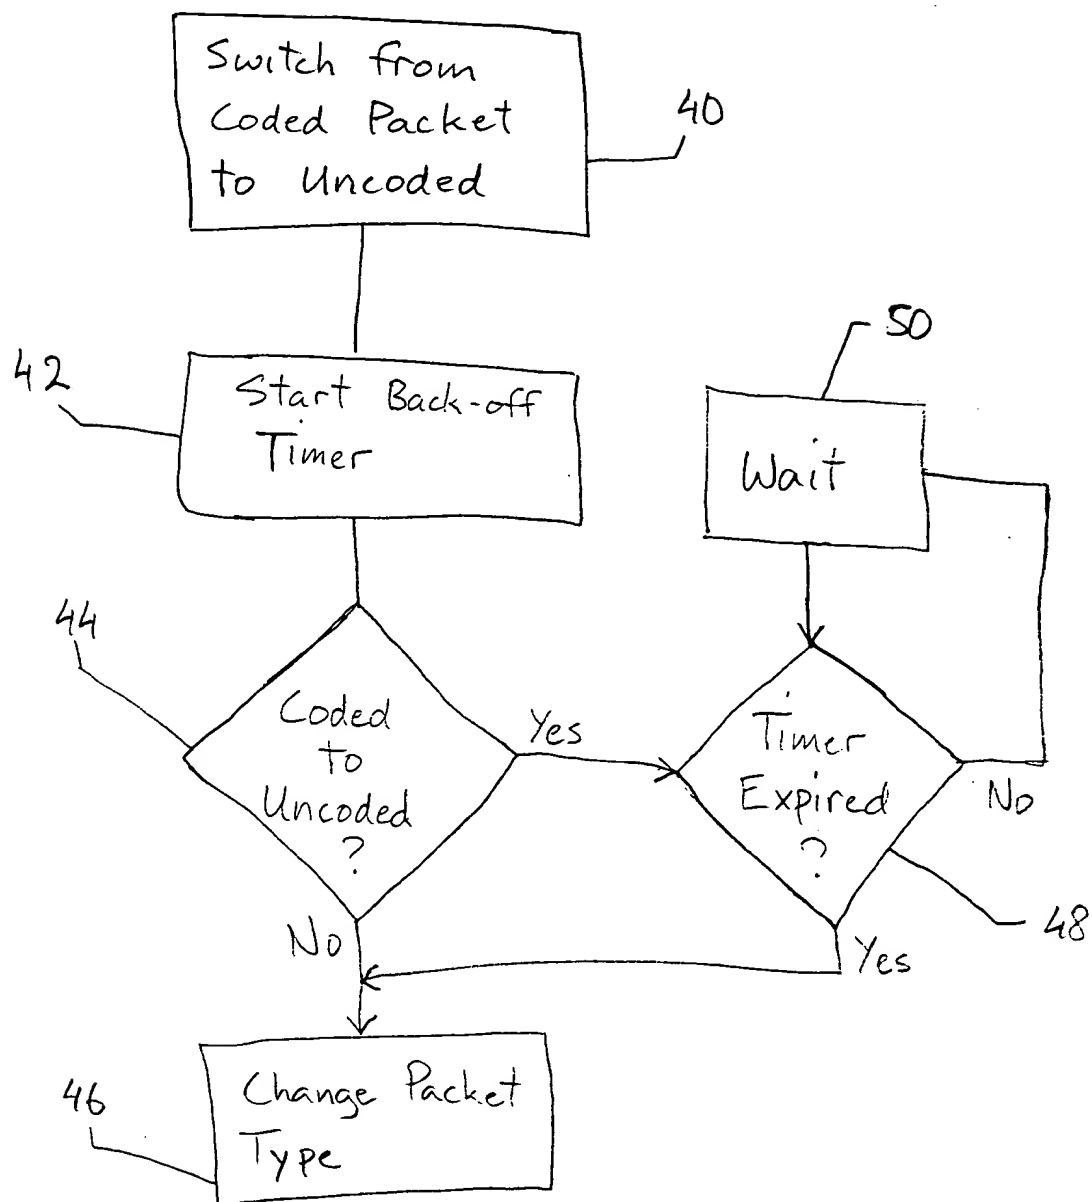 Switch from
Coded Packet
to Uncoded
40
42
Start Back-off
Timer
50
Wait
44
Coded
to
Uncoded
?
Yes
Timer
Expired
?
No
48
No
Yes
46
Change Packet
Type